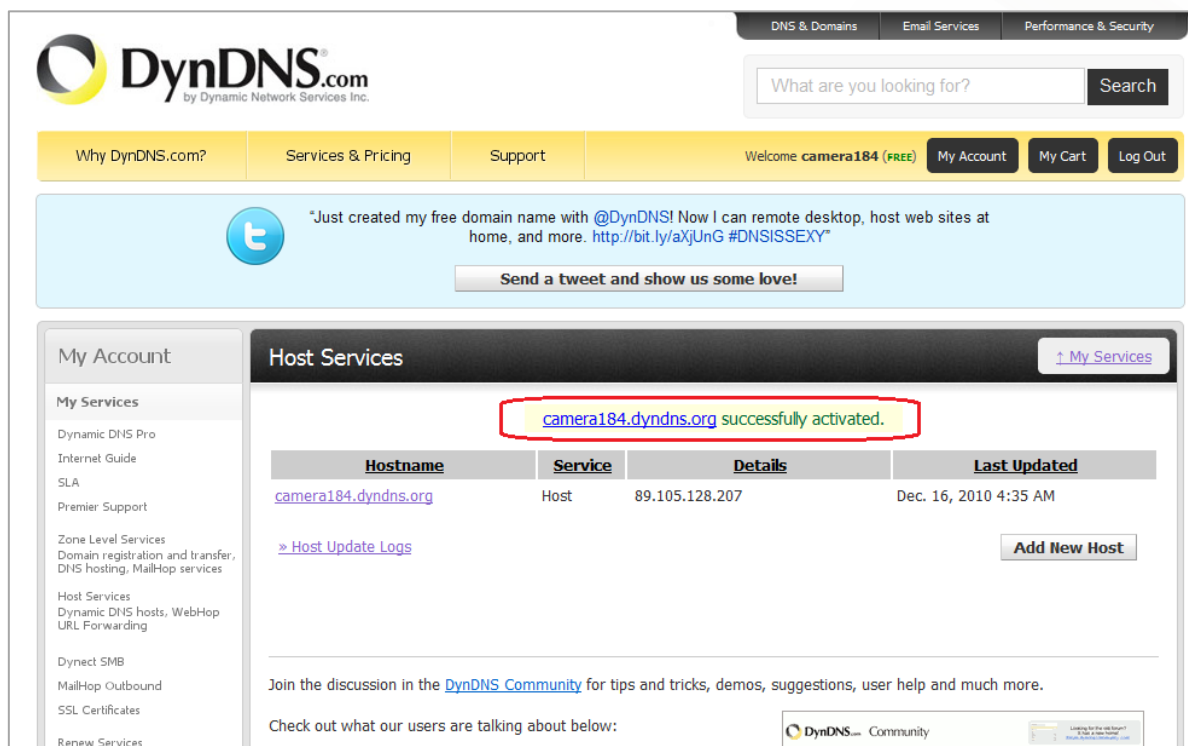 DNS & Domains
Email Services
Performance & Security
DynDNS.com
by Dynamic Network Services Inc.
What are you looking for?
Search
Why DynDNS.com?
Services & Pricing
Support
Welcome camera184 (FREE)
My Account
My Cart
Log Out
"Just created my free domain name with @DynDNS! Now I can remote desktop, host web sites at
home, and more. http://bit.ly/aXjUnG #DNSISSEXY"
Send a tweet and show us some love!
My Account
My Services
Dynamic DNS Pro
Internet Guide
SLA
Premier Support
Zone Level Services
Domain registration and transfer,
DNS hosting, MailHop services
Host Services
Dynamic DNS hosts, WebHop
URL Forwarding
Dynect SMB
MailHop Outbound
SSL Certificates
Renew Services
Host Services
↑ My Services
camera184.dyndns.org successfully activated.
Hostname Service Details Last Updated
camera184.dyndns.org Host 89.105.128.207 Dec. 16, 2010 4:35 AM
» Host Update Logs
Add New Host
Join the discussion in the DynDNS Community for tips and tricks, demos, suggestions, user help and much more.
Check out what our users are talking about below:
DynDNS.com Community